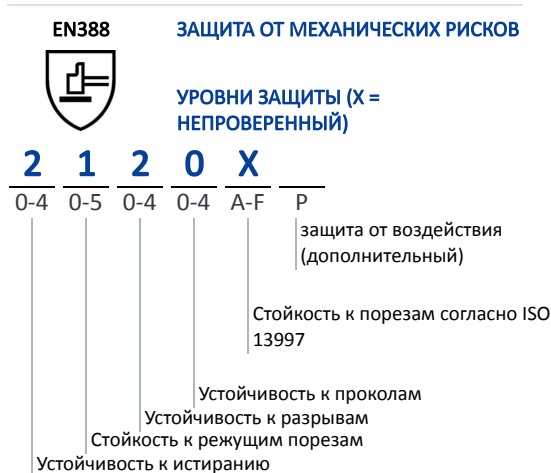 EN388
ЗАЩИТА ОТ МЕХАНИЧЕСКИХ РИСКОВ
УРОВНИ ЗАЩИТЫ (X =
НЕПРОВЕРЕННЫЙ)
2 1 2 0 X
0-4 0-5 0-4 0-4 A-F P
защита от воздействия
(дополнительный)
Стойкость к порезам согласно ISO
13997
Устойчивость к проколам
Устойчивость к разрывам
Стойкость к режущим порезам
Устойчивость к истиранию